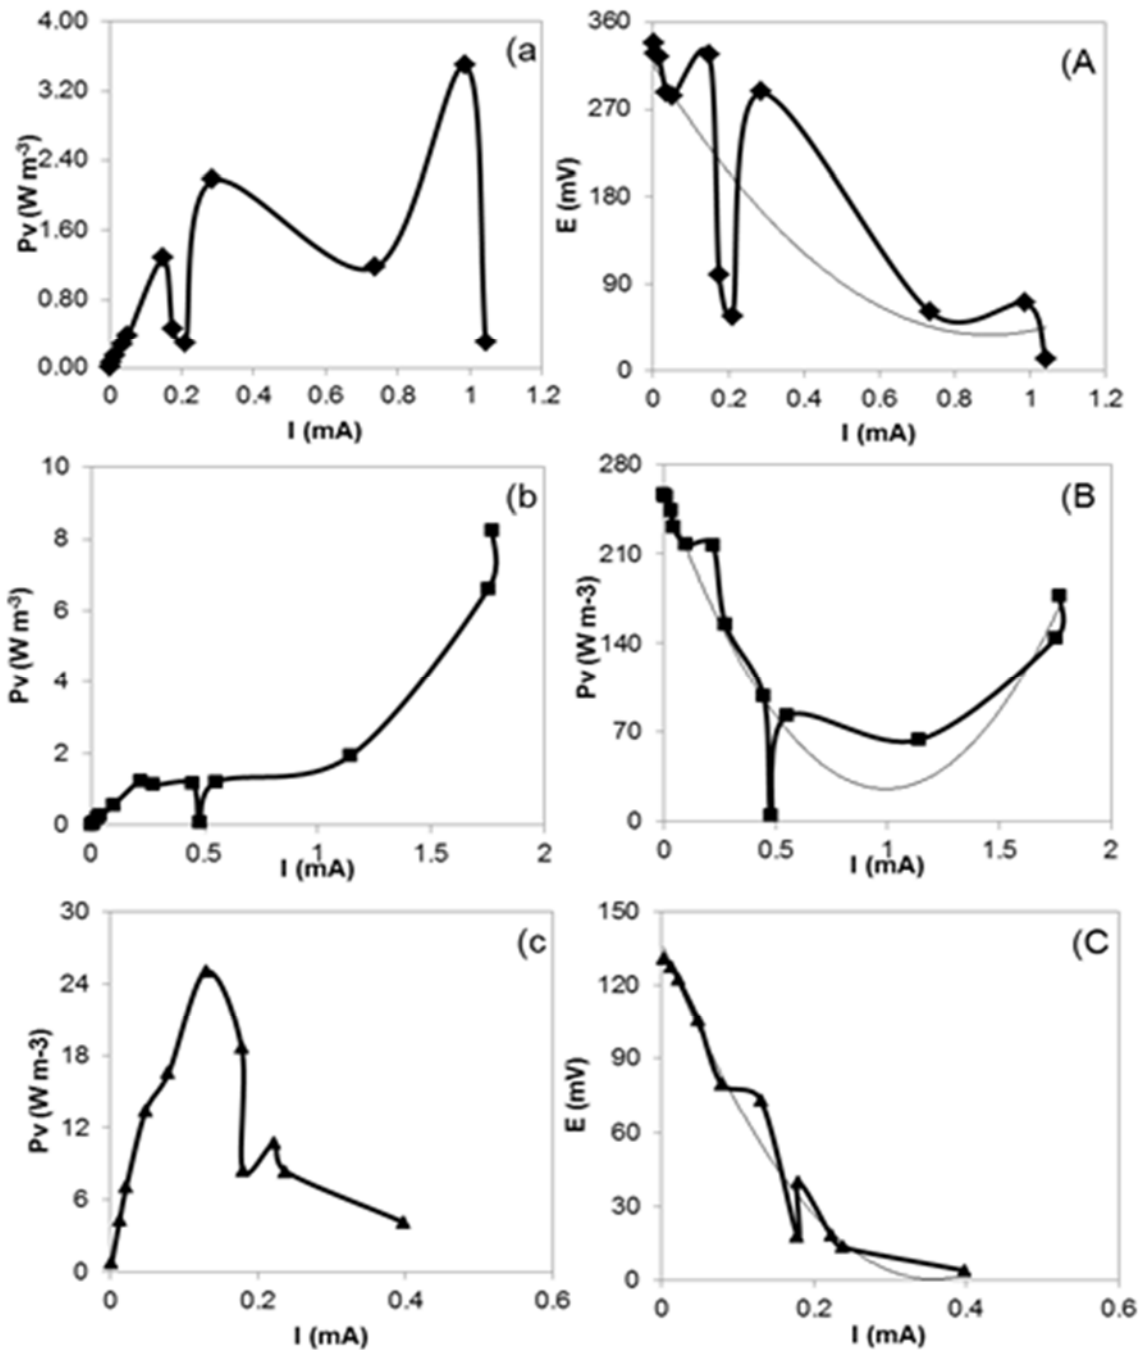 (a
Pv (W m-3)
4.00
3.20
2.40
1.60
0.80
0.00
0 0.2 0.4 0.6 0.8 1 1.2
I (mA)
(A
E (mV)
360
270
180
90
0
0 0.2 0.4 0.6 0.8 1 1.2
I (mA)
(b
Pv (W m-3)
10
8
6
4
2
0
0 0.5 1 1.5 2
I (mA)
(B
Pv (W m-3)
280
210
140
70
0
0 0.5 1 1.5 2
I (mA)
(c
Pv (W m-3)
30
24
18
12
6
0
0 0.2 0.4 0.6
I (mA)
(C
E (mV)
150
120
90
60
30
0
0 0.2 0.4 0.6
I (mA)